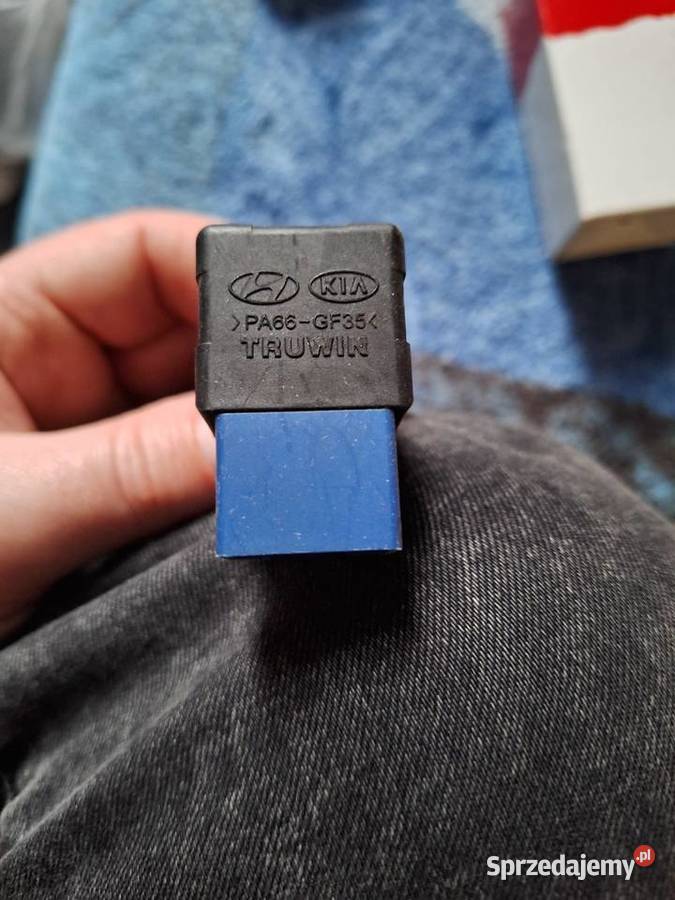 KIA
>PA66-GF35<
TRUWIN
Sprzedajemy.pl